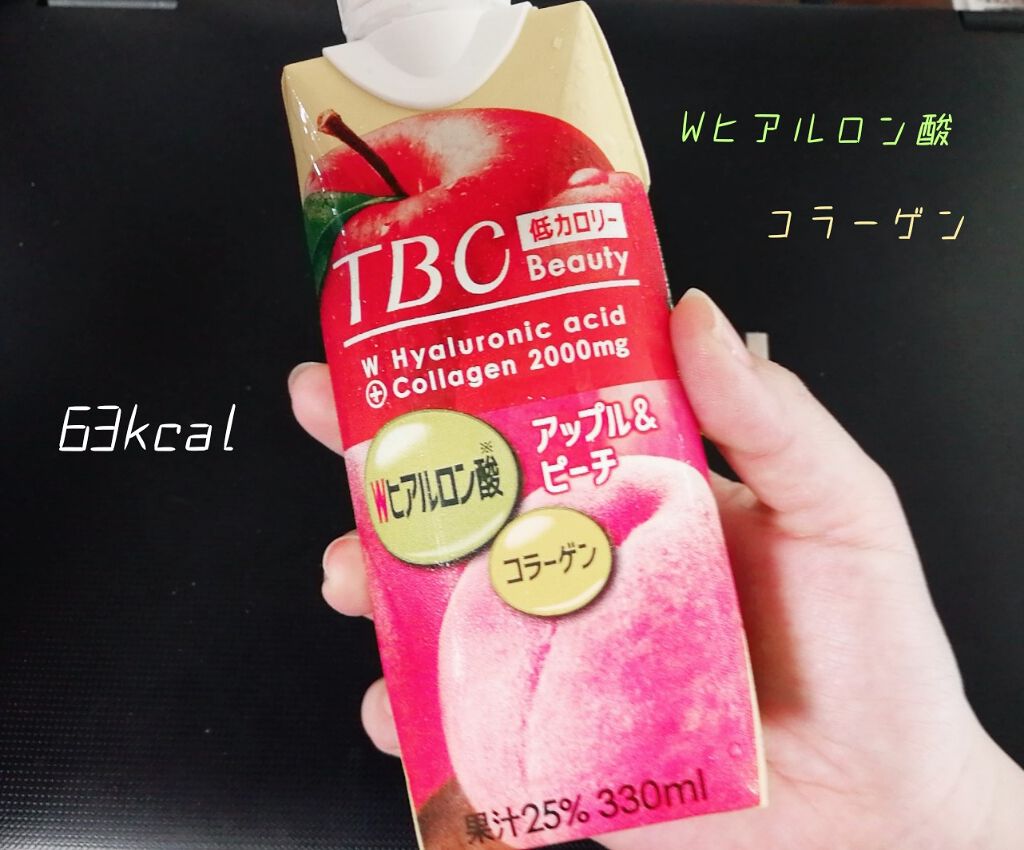 Wヒアルロン酸
コラーゲン
63kcal
TBC
低カロリー
Beauty
W Hyaluronic acid
+ Collagen 2000mg
アップル&
ピーチ
Wヒアルロン酸※
コラーゲン
果汁25% 330ml